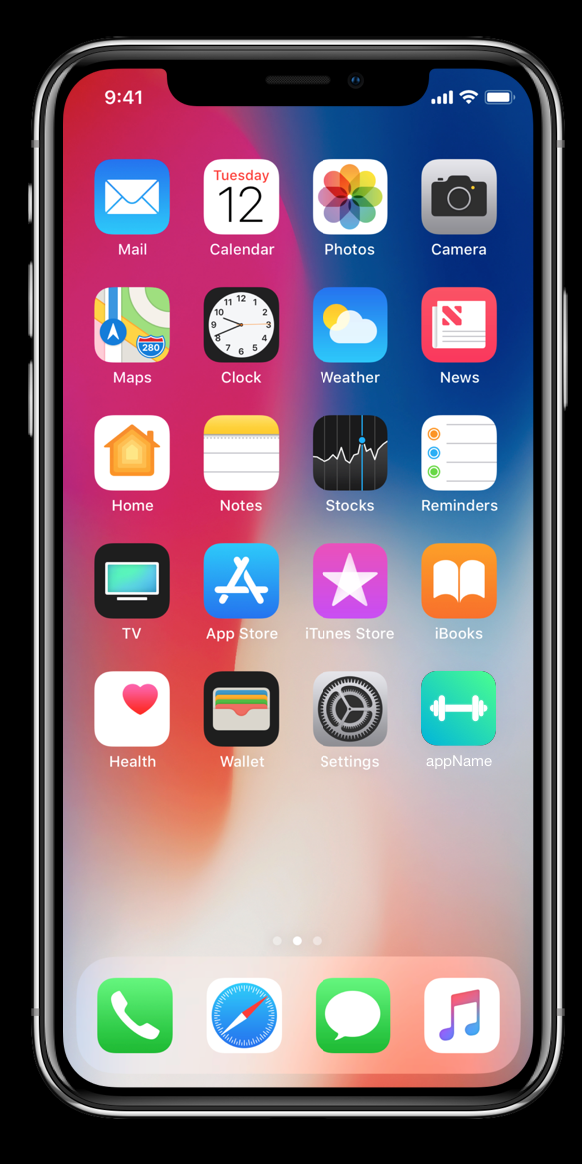 9:41
Tuesday
12
Mail
Calendar
Photos
Camera
280
12
11
1
10
2
9
3
8
4
7
5
6
Maps
Clock
Weather
News
Home
Notes
Stocks
Reminders
TV
App Store
iTunes Store
iBooks
Health
Wallet
Settings
appName